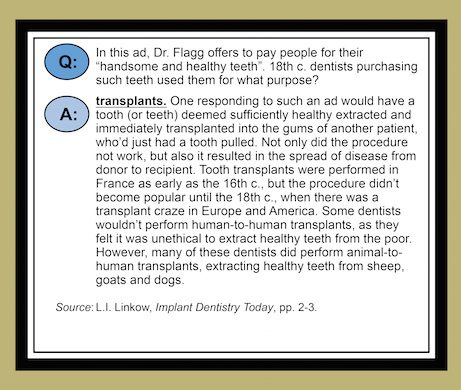 Q: In this ad, Dr. Flagg offers to pay people for their
“handsome and healthy teeth”. 18th c. dentists purchasing
such teeth used them for what purpose?
A: transplants. One responding to such an ad would have a
tooth (or teeth) deemed sufficiently healthy extracted and
immediately transplanted into the gums of another patient,
who’d just had a tooth pulled. Not only did the procedure
not work, but also it resulted in the spread of disease from
donor to recipient. Tooth transplants were performed in
France as early as the 16th c., but the procedure didn’t
become popular until the 18th c., when there was a
transplant craze in Europe and America. Some dentists
wouldn’t perform human-to-human transplants, as they
felt it was unethical to extract healthy teeth from the poor.
However, many of these dentists did perform animal-to-
human transplants, extracting healthy teeth from sheep,
goats and dogs.
Source: L.I. Linkow, Implant Dentistry Today, pp. 2-3.